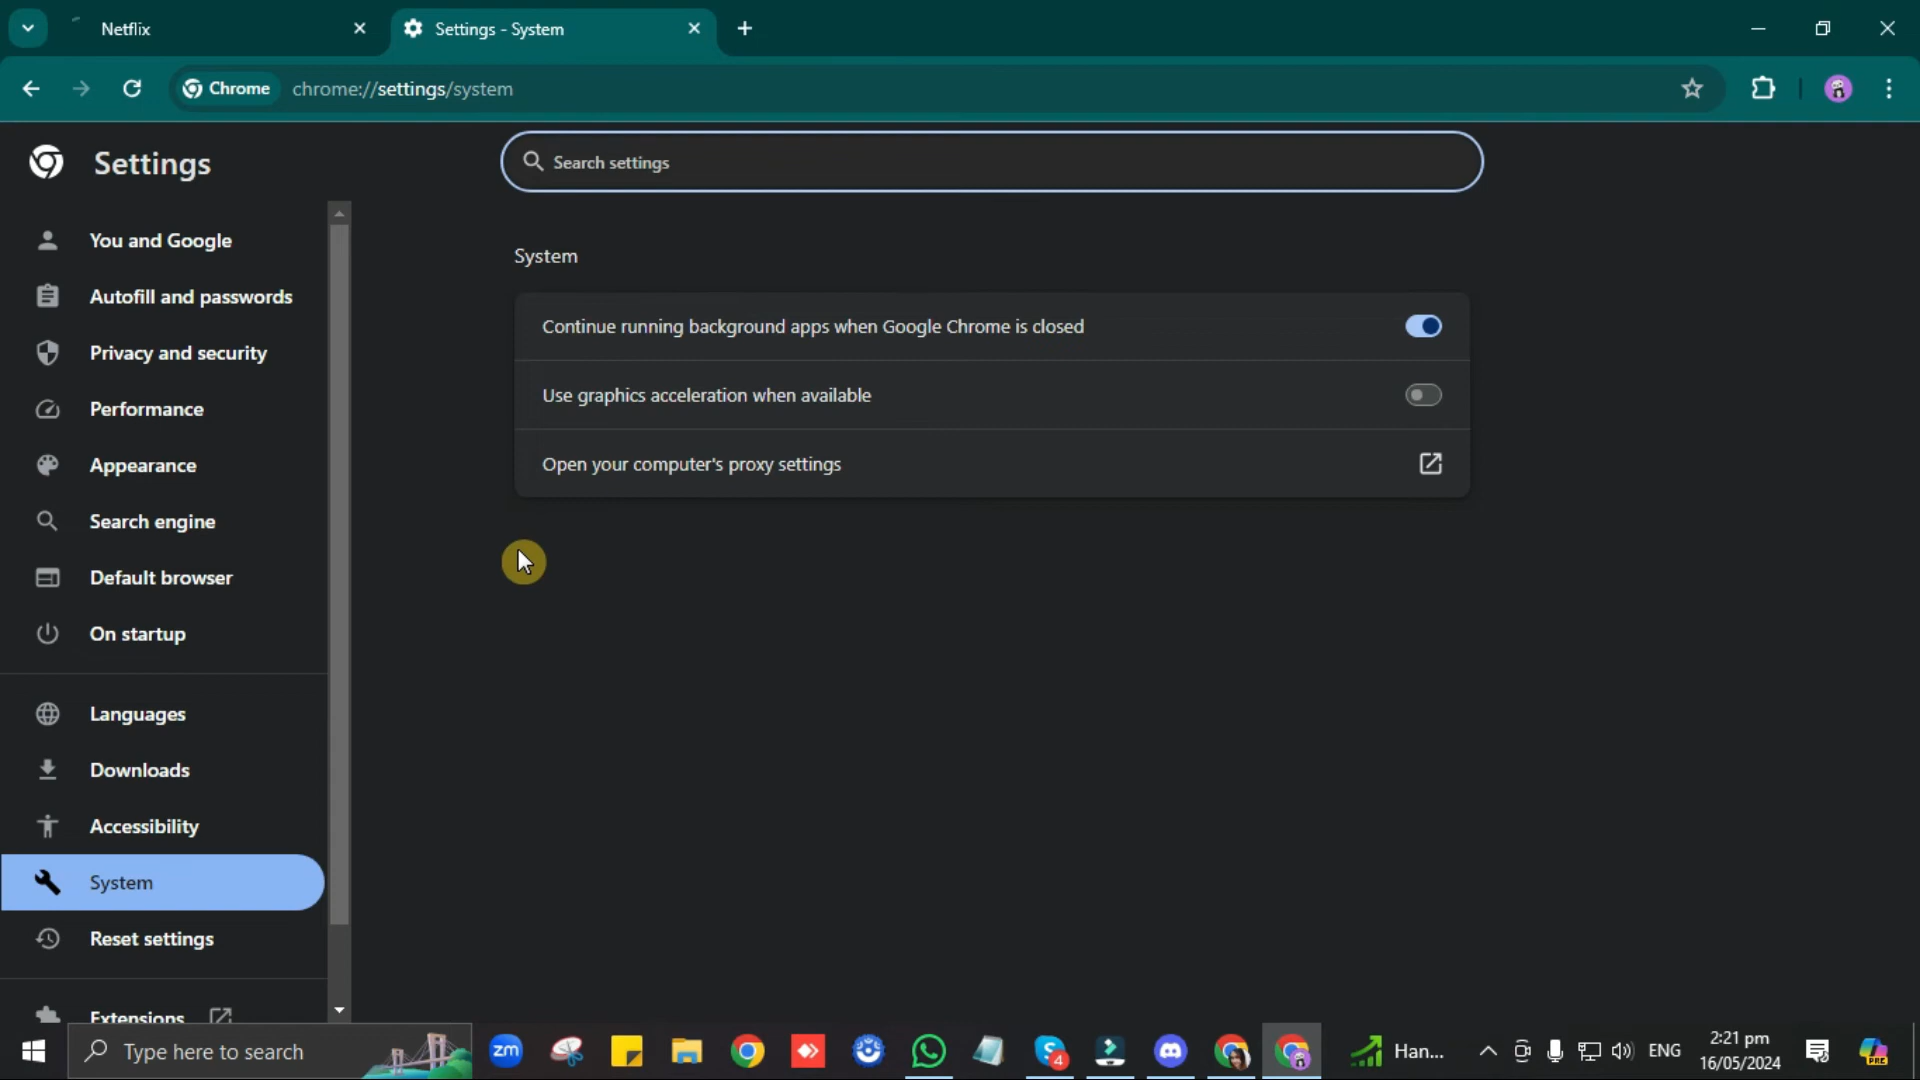 Netflix
Settings - System
Chrome
chrome://settings/system
Settings
Search settings
You and Google
Autofill and passwords
Privacy and security
Performance
Appearance
Search engine
Default browser
On startup
Languages
Downloads
Accessibility
System
Reset settings
Extensions
System
Continue running background apps when Google Chrome is closed
Use graphics acceleration when available
Open your computer's proxy settings
Type here to search
zm
4
Han...
ENG
2:21 pm
16/05/2024
PRE